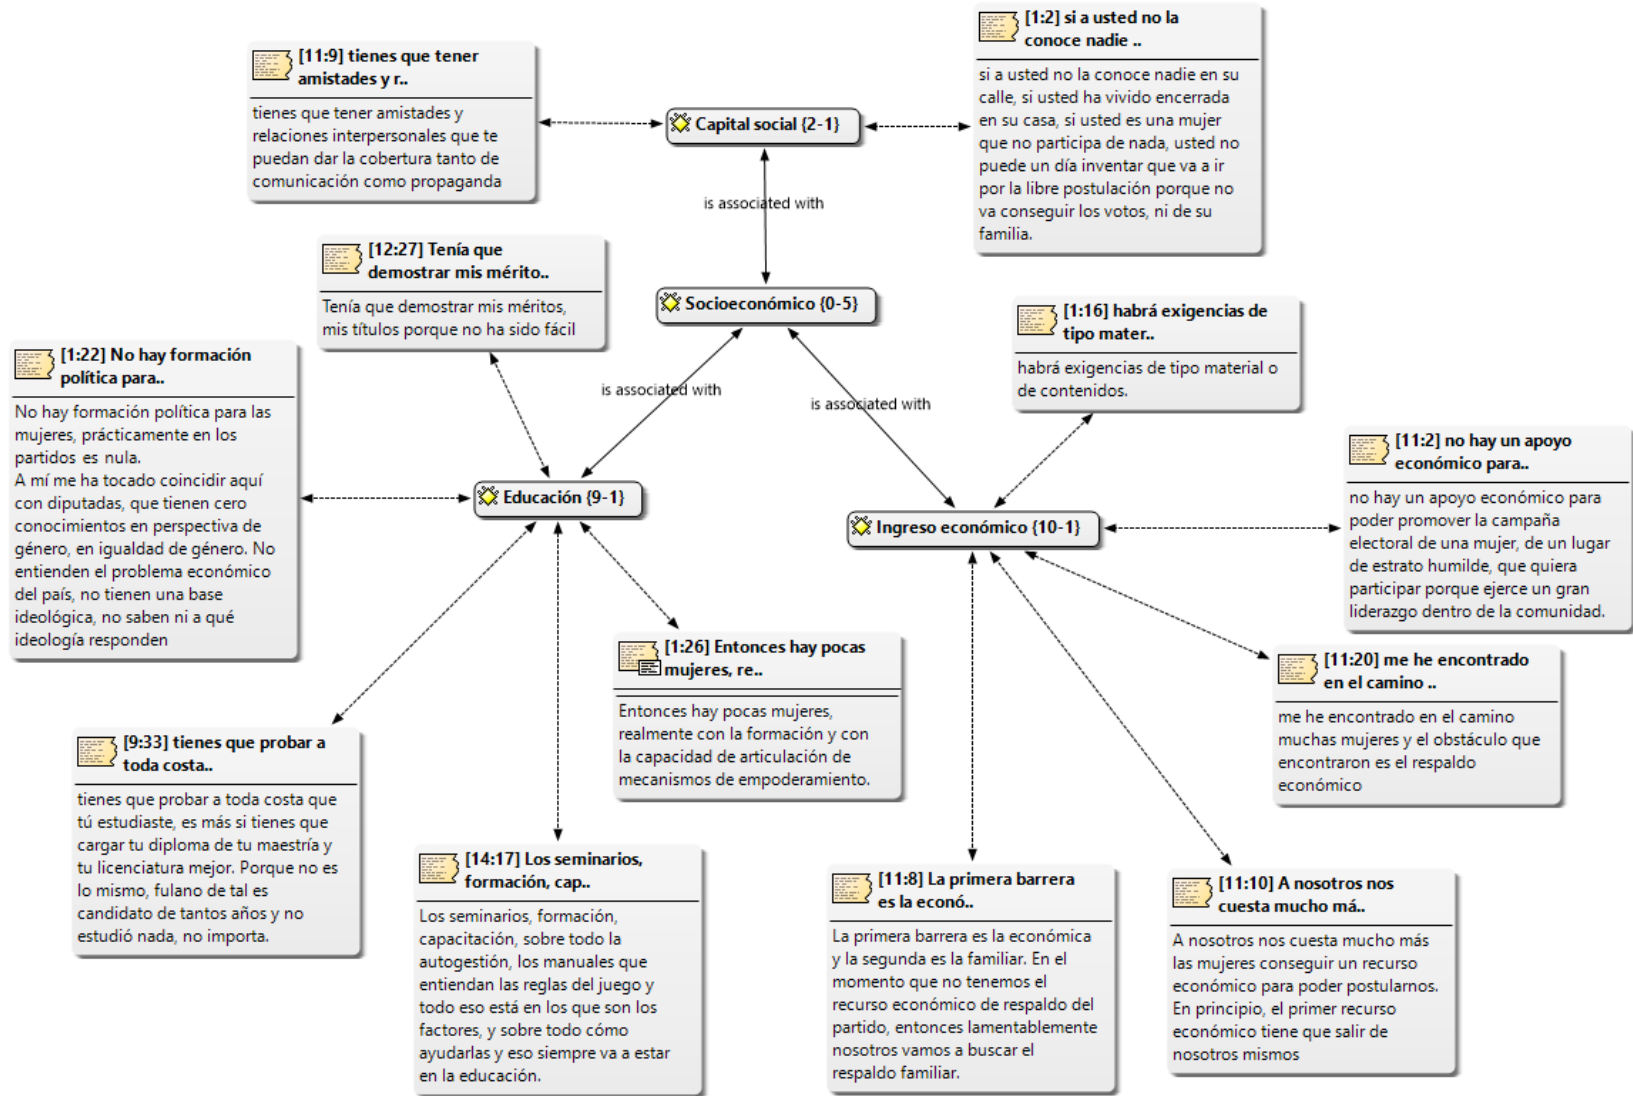 [1:2] si a usted no la
conoce nadie ..
si a usted no la conoce nadie en su
calle, si usted ha vivido encerrada
en su casa, si usted es una mujer
que no participa de nada, usted no
puede un día inventar que va a ir
por la libre postulación porque no
va conseguir los votos, ni de su
familia.
[11:9] tienes que tener
amistades y r..
tienes que tener amistades y
relaciones interpersonales que te
puedan dar la cobertura tanto de
comunicación como propaganda
Capital social {2-1}
is associated with
[12:27] Tenía que
demostrar mis mérito..
Tenía que demostrar mis méritos,
mis títulos porque no ha sido fácil
Socioeconómico {0-5}
[1:16] habrá exigencias de
tipo mater..
habrá exigencias de tipo material o
de contenidos.
[1:22] No hay formación
política para..
No hay formación política para las
mujeres, prácticamente en los
partidos es nula.
A mí me ha tocado coincidir aquí
con diputadas, que tienen cero
conocimientos en perspectiva de
género, en igualdad de género. No
entienden el problema económico
del país, no tienen una base
ideológica, no saben ni a qué
ideología responden
is associated with
is associated with
[11:2] no hay un apoyo
económico para..
no hay un apoyo económico para
poder promover la campaña
electoral de una mujer, de un lugar
de estrato humilde, que quiera
participar porque ejerce un gran
liderazgo dentro de la comunidad.
Educación {9-1}
Ingreso económico {10-1}
[1:26] Entonces hay pocas
mujeres, re..
Entonces hay pocas mujeres,
realmente con la formación y con
la capacidad de articulación de
mecanismos de empoderamiento.
[11:20] me he encontrado
en el camino ..
me he encontrado en el camino
muchas mujeres y el obstáculo que
encontraron es el respaldo
económico
[9:33] tienes que probar a
toda costa..
tienes que probar a toda costa que
tú estudiaste, es más si tienes que
cargar tu diploma de tu maestría y
tu licenciatura mejor. Porque no es
lo mismo, fulano de tal es
candidato de tantos años y no
estudió nada, no importa.
[14:17] Los seminarios,
formación, cap..
Los seminarios, formación,
capacitación, sobre todo la
autogestión, los manuales que
entiendan las reglas del juego y
todo eso está en los que son los
factores, y sobre todo cómo
ayudarlas y eso siempre va a estar
en la educación.
[11:8] La primera barrera
es la econó..
La primera barrera es la económica
y la segunda es la familiar. En el
momento que no tenemos el
recurso económico de respaldo del
partido, entonces lamentablemente
nosotros vamos a buscar el
respaldo familiar.
[11:10] A nosotros nos
cuesta mucho má..
A nosotros nos cuesta mucho más
las mujeres conseguir un recurso
económico para poder postularnos.
En principio, el primer recurso
económico tiene que salir de
nosotros mismos